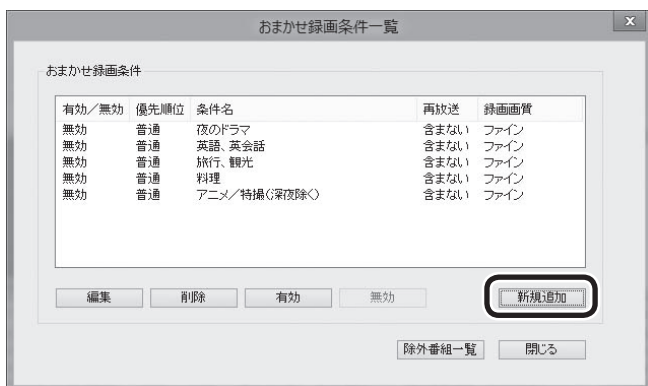 おまかせ録画条件一覧
x
おまかせ録画条件
有効／無効 優先順位 条件名 再放送 録画画質
無効 普通 夜のドラマ 含まない ファイン
無効 普通 英語、英会話 含まない ファイン
無効 普通 旅行、観光 含まない ファイン
無効 普通 料理 含まない ファイン
無効 普通 アニメ／特撮(深夜除く) 含まない ファイン
編集 削除 有効 無効 新規追加
除外番組一覧 閉じる